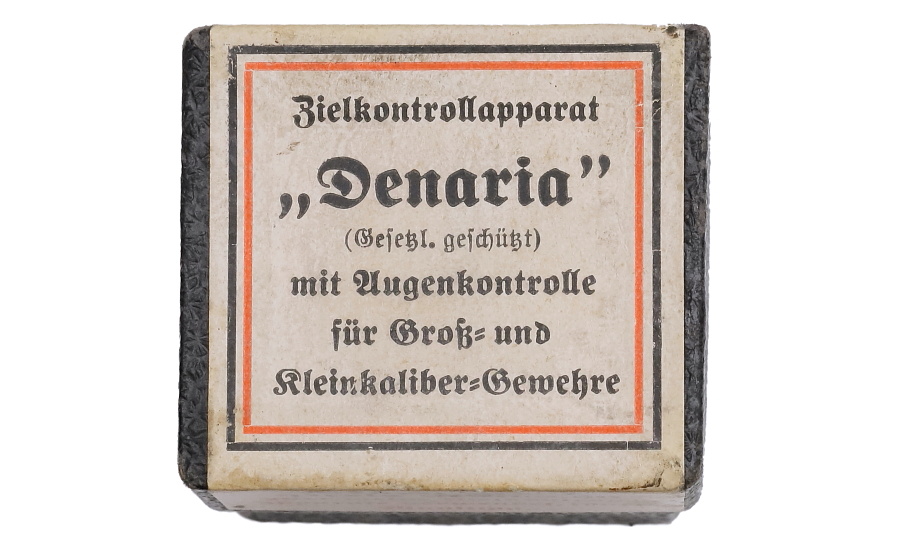 Zielkontrollapparat
„Denaria”
(Gesetzl. geschützt)
mit Augenkontrolle
für Groß- und
Kleinkaliber-Gewehre